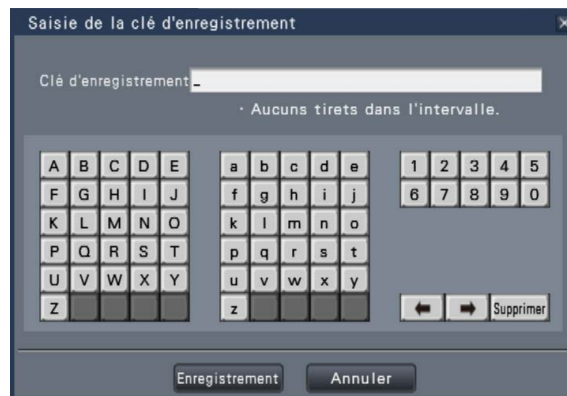 Saisie de la clé d'enregistrement ×
Clé d'enregistrement _
· Aucuns tirets dans l'intervalle.
A B C D E a b c d e 1 2 3 4 5
F G H I J f g h i j 6 7 8 9 0
K L M N O k l m n o
P Q R S T p q r s t
U V W X Y u v w x y
Z z ← → Supprimer
Enregistrement Annuler